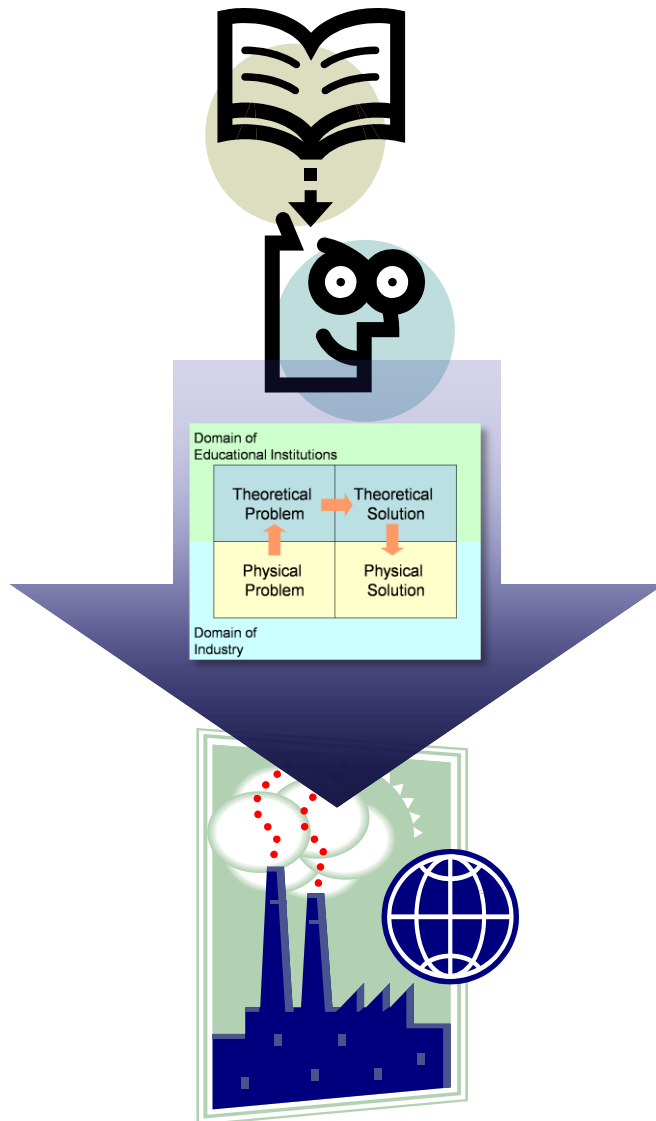 Domain of
Educational Institutions
Theoretical
Problem
Theoretical
Solution
Physical
Problem
Physical
Solution
Domain of
Industry